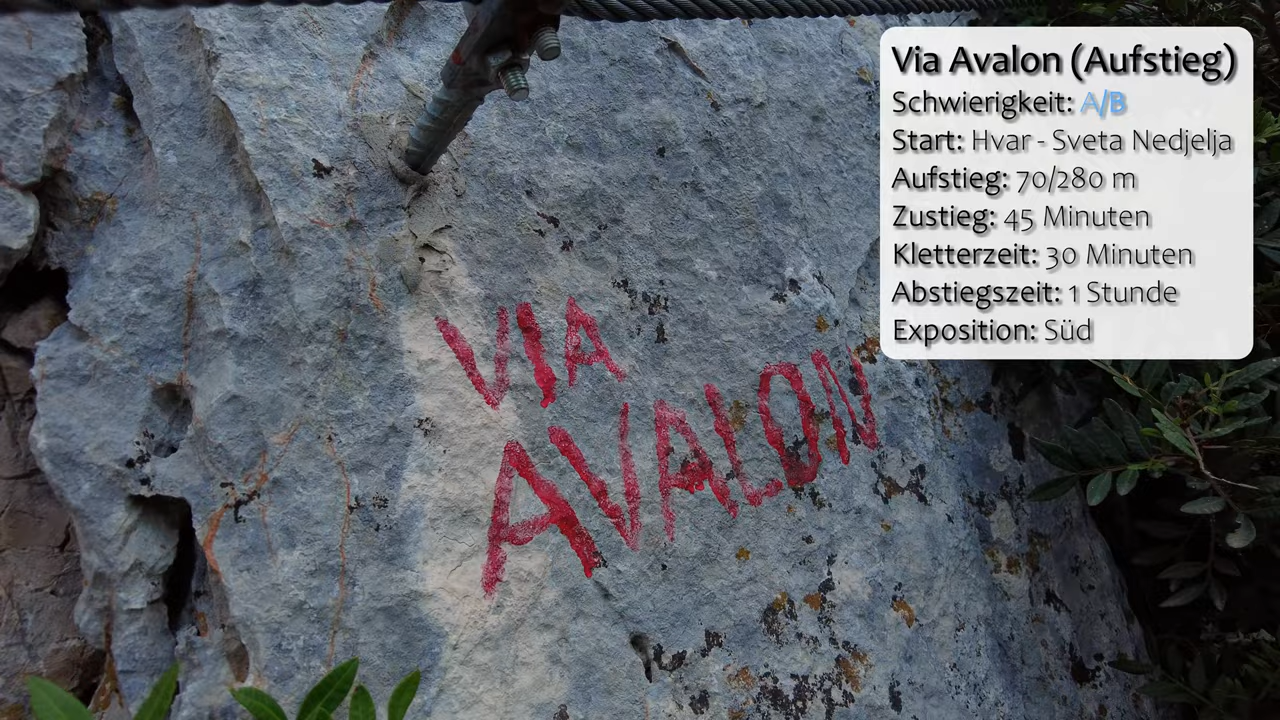 Via Avalon (Aufstieg)
Schwierigkeit: A/B
Start: Hvar - Sveta Nedjelja
Aufstieg: 70/280 m
Zustieg: 45 Minuten
Kletterzeit: 30 Minuten
Abstiegszeit: 1 Stunde
Exposition: Süd
VIA
AVALON